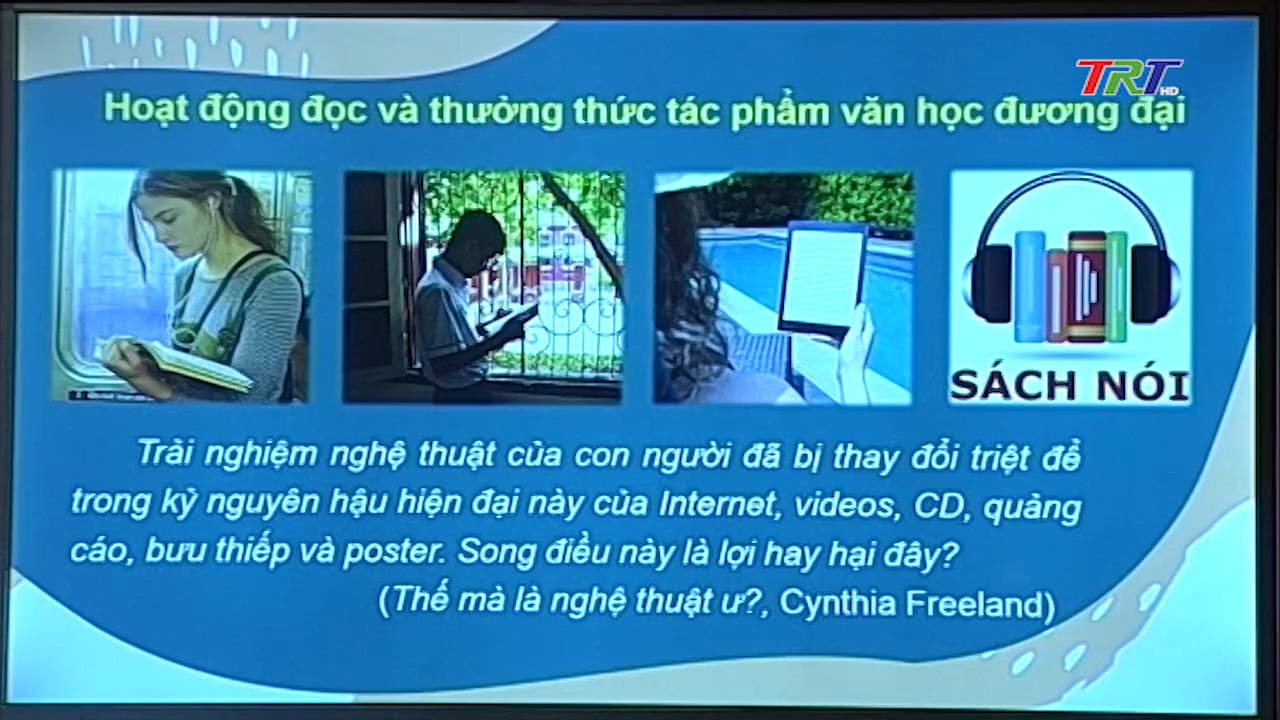 TRT HD
Hoạt động đọc và thưởng thức tác phẩm văn học đương đại
SÁCH NÓI
Trải nghiệm nghệ thuật của con người đã bị thay đổi triệt để
trong kỷ nguyên hậu hiện đại này của Internet, videos, CD, quảng
cáo, bưu thiếp và poster. Song điều này là lợi hay hại đây?
(Thế mà là nghệ thuật ư?, Cynthia Freeland)